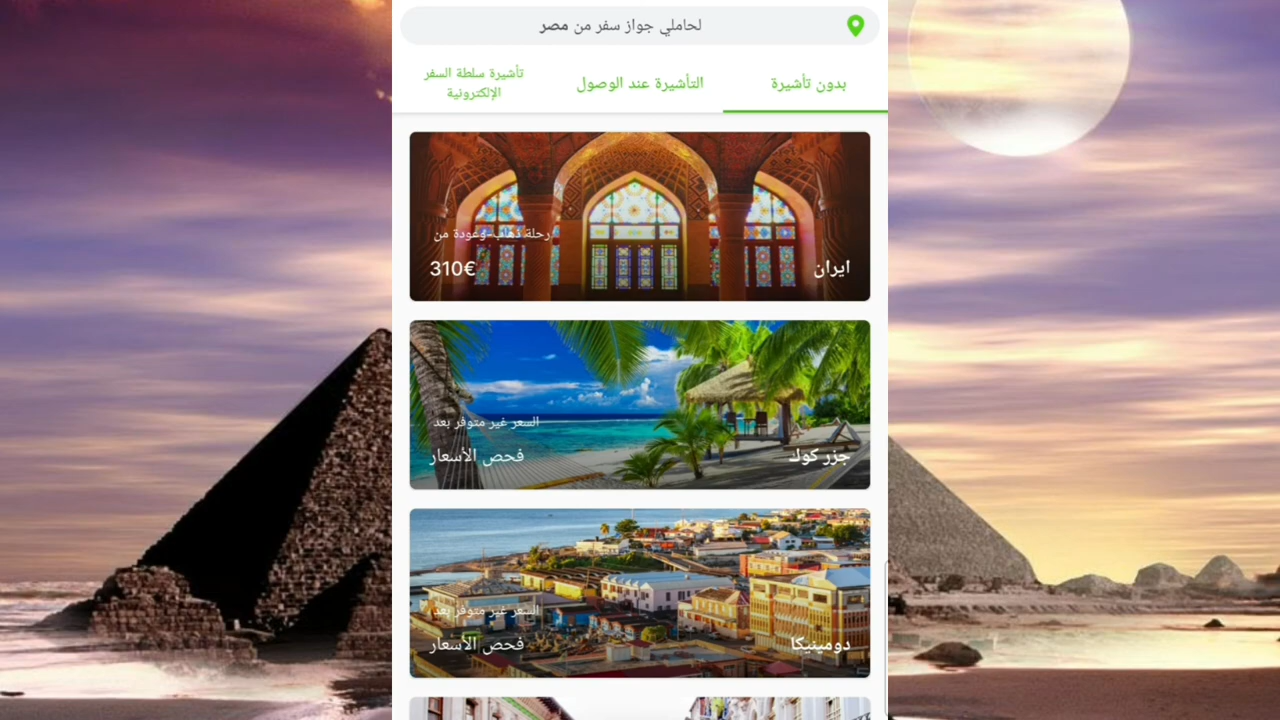 لحاملي جواز سفر من مصر
بدون تأشيرة
التأشيرة عند الوصول
تأشيرة سلطة السفر
الإلكترونية
رحلة ذهاب-وعودة من
ايران
310€
السعر غير متوفر بعد
جزر كوك
فحص الأسعار
السعر غير متوفر بعد
دومينيكا
فحص الأسعار